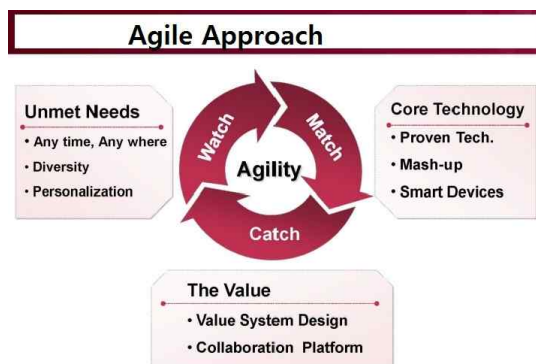 Agile Approach
Unmet Needs
• Any time, Any where
• Diversity
• Personalization
Watch
Match
Agility
Catch
Core Technology
• Proven Tech.
• Mash-up
• Smart Devices
The Value
• Value System Design
• Collaboration Platform